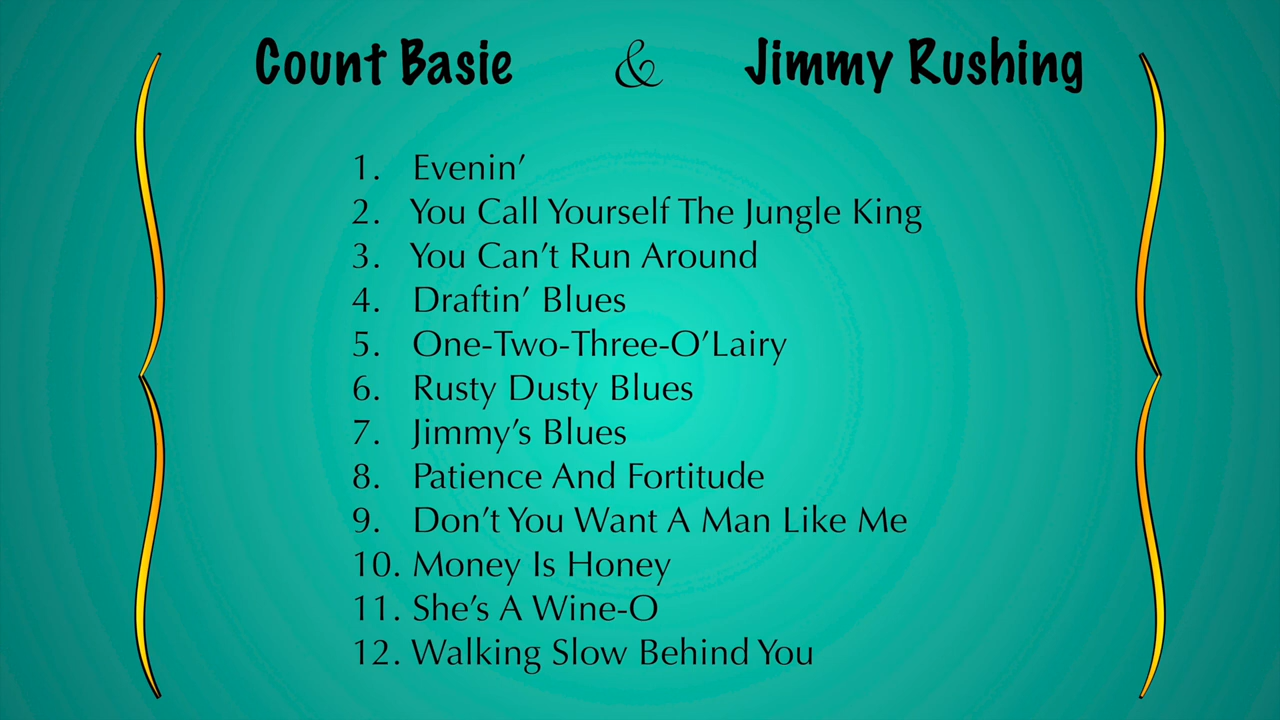 Count Basie & Jimmy Rushing
1. Evenin’
2. You Call Yourself The Jungle King
3. You Can’t Run Around
4. Draftin’ Blues
5. One-Two-Three-O’Lairy
6. Rusty Dusty Blues
7. Jimmy’s Blues
8. Patience And Fortitude
9. Don’t You Want A Man Like Me
10. Money Is Honey
11. She’s A Wine-O
12. Walking Slow Behind You